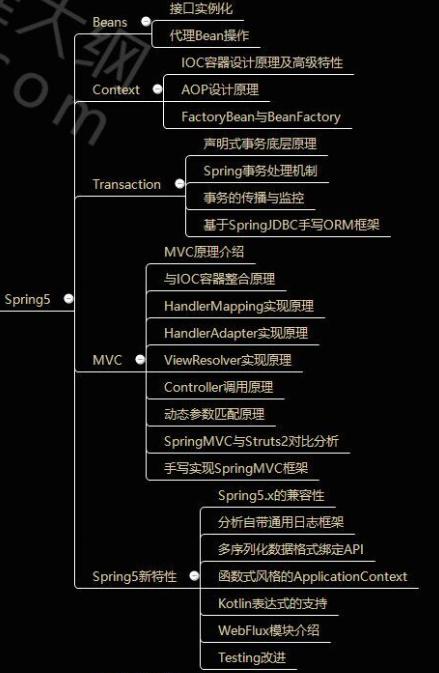 接口实例化
Beans
代理Bean操作
IOC容器设计原理及高级特性
Context
AOP设计原理
FactoryBean与BeanFactory
声明式事务底层原理
Spring事务处理机制
Transaction
事务的传播与监控
基于SpringJDBC手写ORM框架
MVC原理介绍
与IOC容器整合原理
Spring5
HandlerMapping实现原理
HandlerAdapter实现原理
MVC
ViewResolver实现原理
Controller调用原理
动态参数匹配原理
SpringMVC与Struts2对比分析
手写实现SpringMVC框架
Spring5.x的兼容性
分析自带通用日志框架
多序列化数据格式绑定API
Spring5新特性
函数式风格的ApplicationContext
Kotlin表达式的支持
WebFlux模块介绍
Testing改进
大纲
com